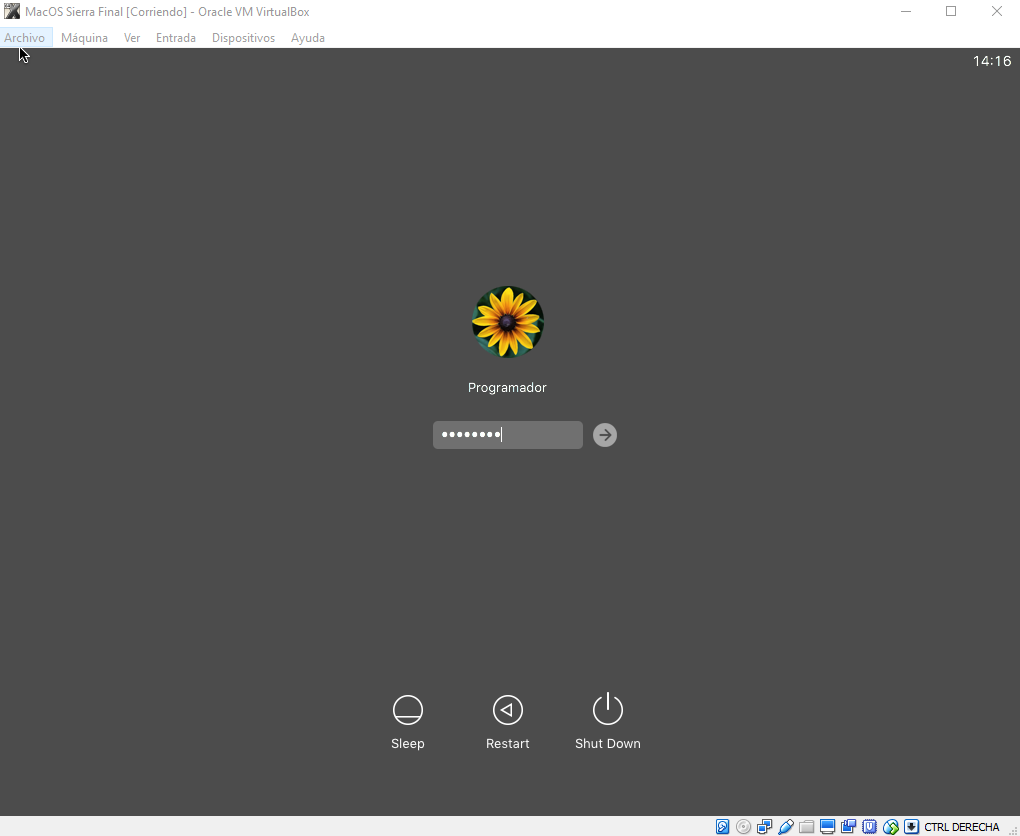 MacOS Sierra Final [Corriendo] - Oracle VM VirtualBox
Archivo Máquina Ver Entrada Dispositivos Ayuda
14:16
Programador
Sleep Restart Shut Down
CTRL DERECHA